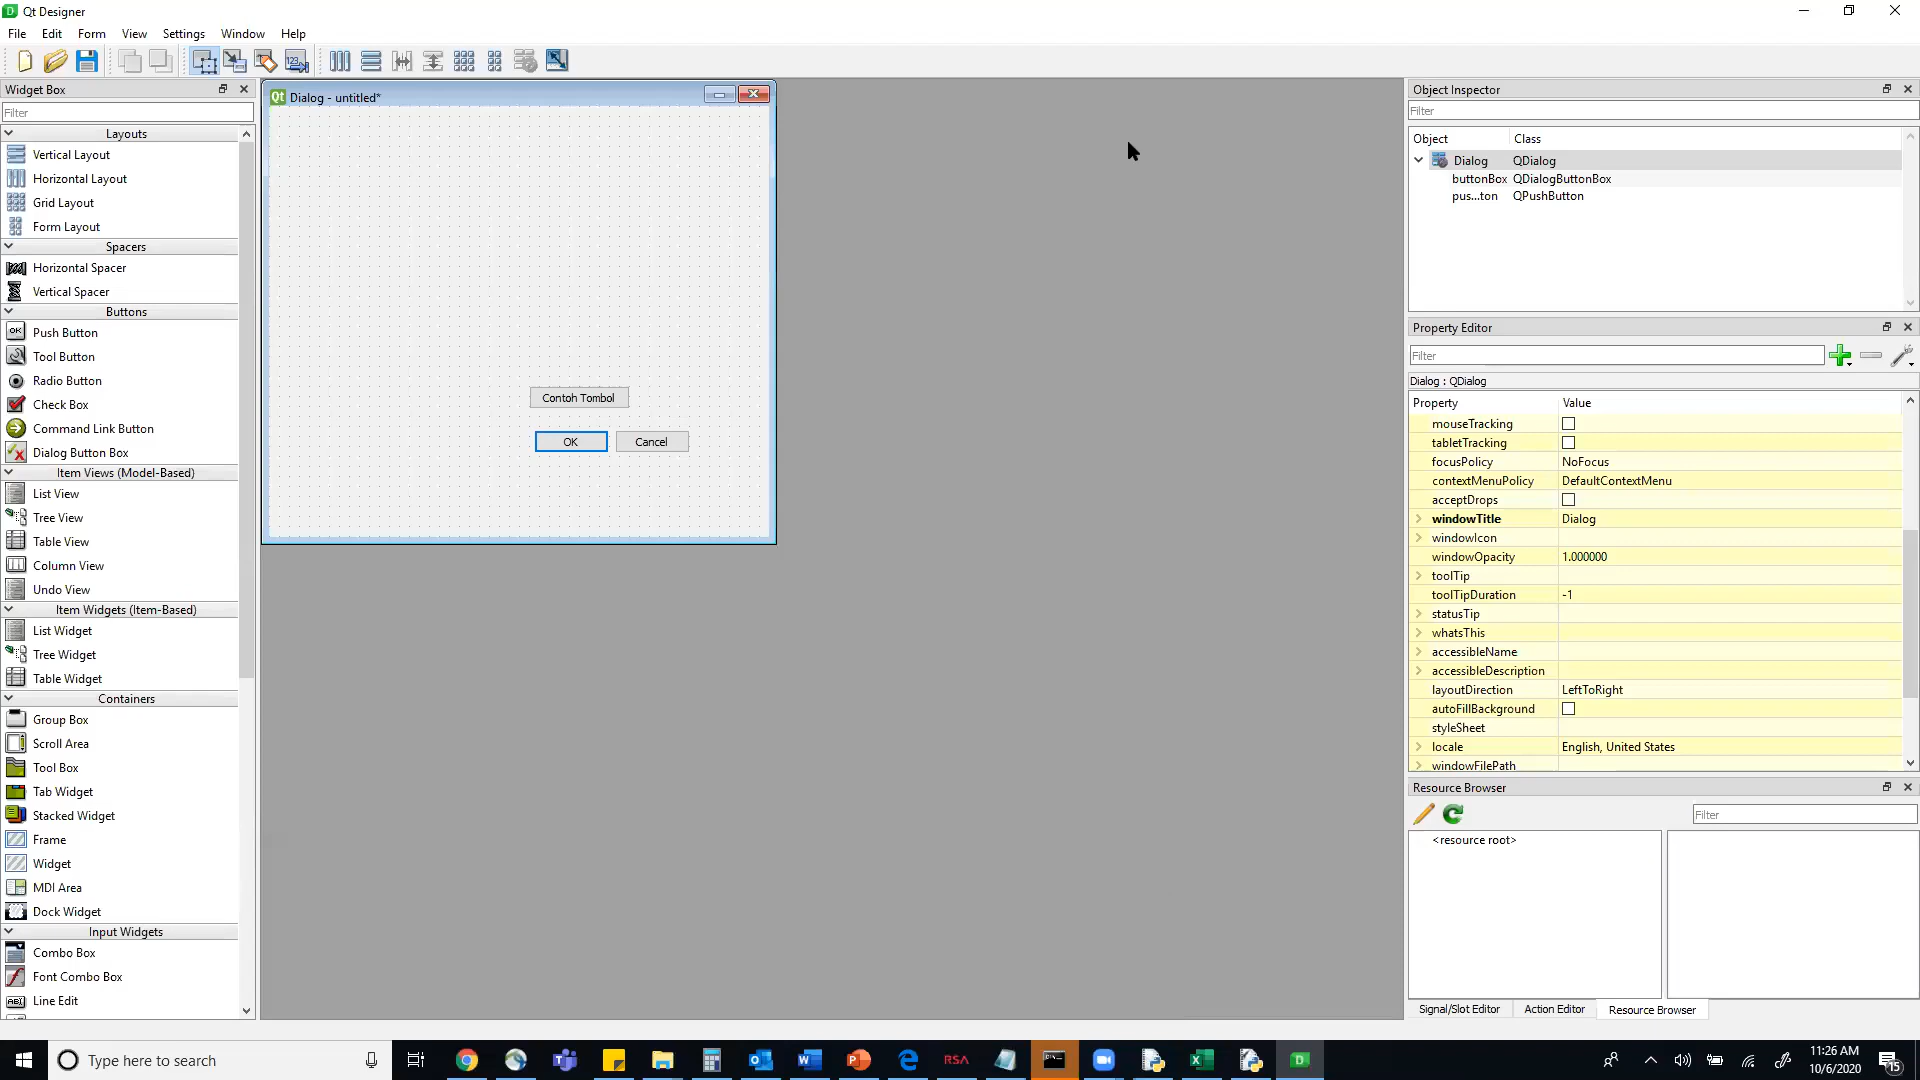 Qt Designer
File Edit Form View Settings Window Help
Widget Box
Filter
Layouts
Vertical Layout
Horizontal Layout
Grid Layout
Form Layout
Spacers
Horizontal Spacer
Vertical Spacer
Buttons
Push Button
Tool Button
Radio Button
Check Box
Command Link Button
Dialog Button Box
Item Views (Model-Based)
List View
Tree View
Table View
Column View
Undo View
Item Widgets (Item-Based)
List Widget
Tree Widget
Table Widget
Containers
Group Box
Scroll Area
Tool Box
Tab Widget
Stacked Widget
Frame
Widget
MDI Area
Dock Widget
Input Widgets
Combo Box
Font Combo Box
Line Edit
Qt Dialog - untitled*
Contoh Tombol
OK Cancel
Object Inspector
Filter
Object Class
Dialog QDialog
buttonBox QDialogButtonBox
pus...ton QPushButton
Property Editor
Filter
Dialog : QDialog
Property Value
mouseTracking
tabletTracking
focusPolicy NoFocus
contextMenuPolicy DefaultContextMenu
acceptDrops
windowTitle Dialog
windowIcon
windowOpacity 1.000000
toolTip
toolTipDuration -1
statusTip
whatsThis
accessibleName
accessibleDescription
layoutDirection LeftToRight
autoFillBackground
styleSheet
locale English, United States
windowFilePath
Resource Browser
Filter
<resource root>
Signal/Slot Editor Action Editor Resource Browser
Type here to search
RSA
11:26 AM
10/6/2020
15